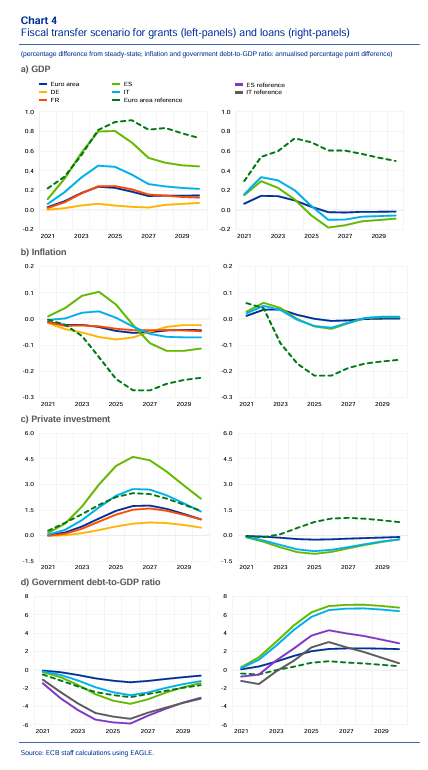 Chart 4
Fiscal transfer scenario for grants (left-panels) and loans (right-panels)
(percentage difference from steady-state; inflation and government debt-to-GDP ratio: annualised percentage point difference)
a) GDP
Euro area ES ES reference
DE IT IT reference
FR Euro area reference
1.0 1.0
0.8 0.8
0.6 0.6
0.4 0.4
0.2 0.2
0.0 0.0
-0.2 -0.2
2021 2023 2025 2027 2029 2021 2023 2025 2027 2029
b) Inflation
0.2 0.2
0.1 0.1
0.0 0.0
-0.1 -0.1
-0.2 -0.2
-0.3 -0.3
2021 2023 2025 2027 2029 2021 2023 2025 2027 2029
c) Private investment
6.0 6.0
4.5 4.5
3.0 3.0
1.5 1.5
0.0 0.0
-1.5 -1.5
2021 2023 2025 2027 2029 2021 2023 2025 2027 2029
d) Government debt-to-GDP ratio
8 8
6 6
4 4
2 2
0 0
-2 -2
-4 -4
-6 -6
2021 2023 2025 2027 2029 2021 2023 2025 2027 2029
Source: ECB staff calculations using EAGLE.